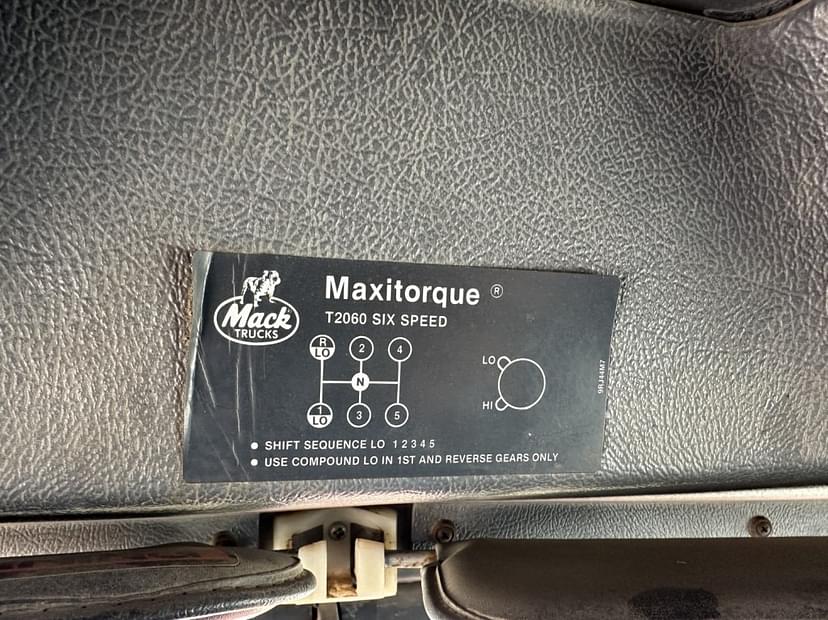 Mack
TRUCKS
Maxitorque ®
T2060 SIX SPEED
R
LO
2
4
N
1
LO
3
5
LO
HI
9RJ44M7
• SHIFT SEQUENCE LO 1 2 3 4 5
• USE COMPOUND LO IN 1ST AND REVERSE GEARS ONLY